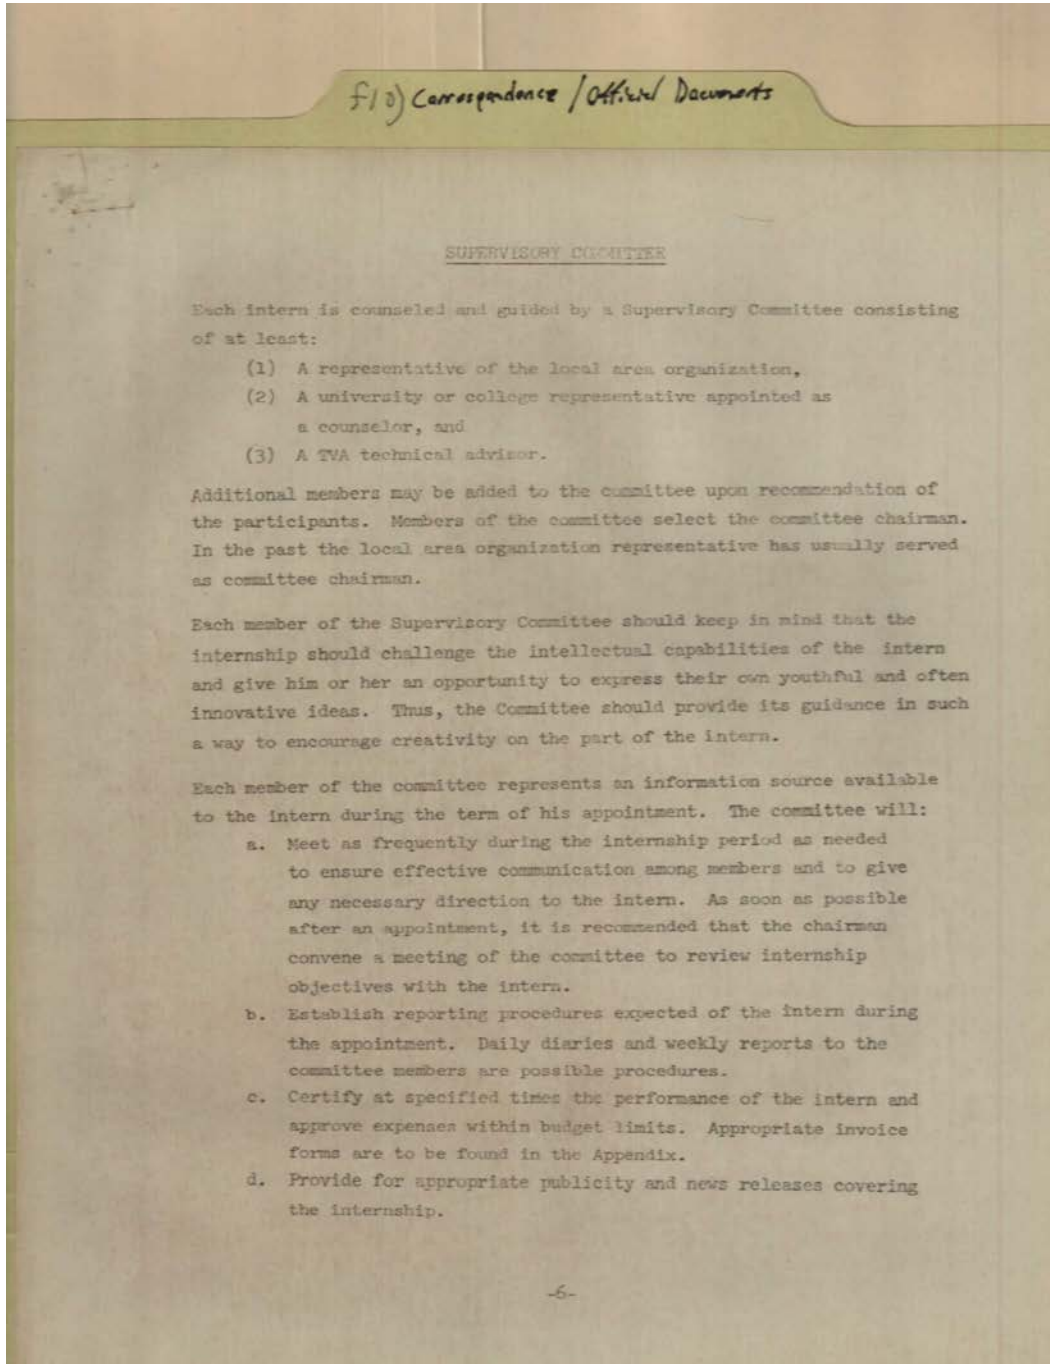 f10) Correspondence / Official Documents
SUPERVISORY COMMITTEE
Each intern is counseled and guided by a Supervisory Committee consisting
of at least:
(1) A representative of the local area organization,
(2) A university or college representative appointed as
a counselor, and
(3) A TVA technical advisor.
Additional members may be added to the committee upon recommendation of
the participants. Members of the committee select the committee chairman.
In the past the local area organization representative has usually served
as committee chairman.
Each member of the Supervisory Committee should keep in mind that the
internship should challenge the intellectual capabilities of the intern
and give him or her an opportunity to express their own youthful and often
innovative ideas. Thus, the Committee should provide its guidance in such
a way to encourage creativity on the part of the intern.
Each member of the committee represents an information source available
to the intern during the term of his appointment. The committee will:
a. Meet as frequently during the internship period as needed
to ensure effective communication among members and to give
any necessary direction to the intern. As soon as possible
after an appointment, it is recommended that the chairman
convene a meeting of the committee to review internship
objectives with the intern.
b. Establish reporting procedures expected of the intern during
the appointment. Daily diaries and weekly reports to the
committee members are possible procedures.
c. Certify at specified times the performance of the intern and
approve expenses within budget limits. Appropriate invoice
forms are to be found in the Appendix.
d. Provide for appropriate publicity and news releases covering
the internship.
-6-